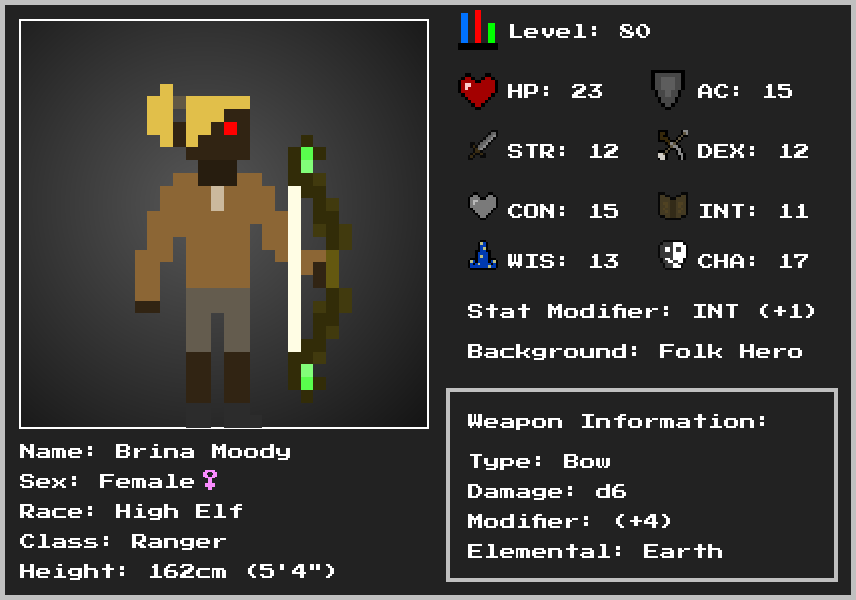 Level: 80
HP: 23
AC: 15
STR: 12
DEX: 12
CON: 15
INT: 11
WIS: 13
CHA: 17
Stat Modifier: INT (+1)
Background: Folk Hero
Weapon Information:
Type: Bow
Damage: d6
Modifier: (+4)
Elemental: Earth
Name: Brina Moody
Sex: Female♀
Race: High Elf
Class: Ranger
Height: 162cm (5'4")